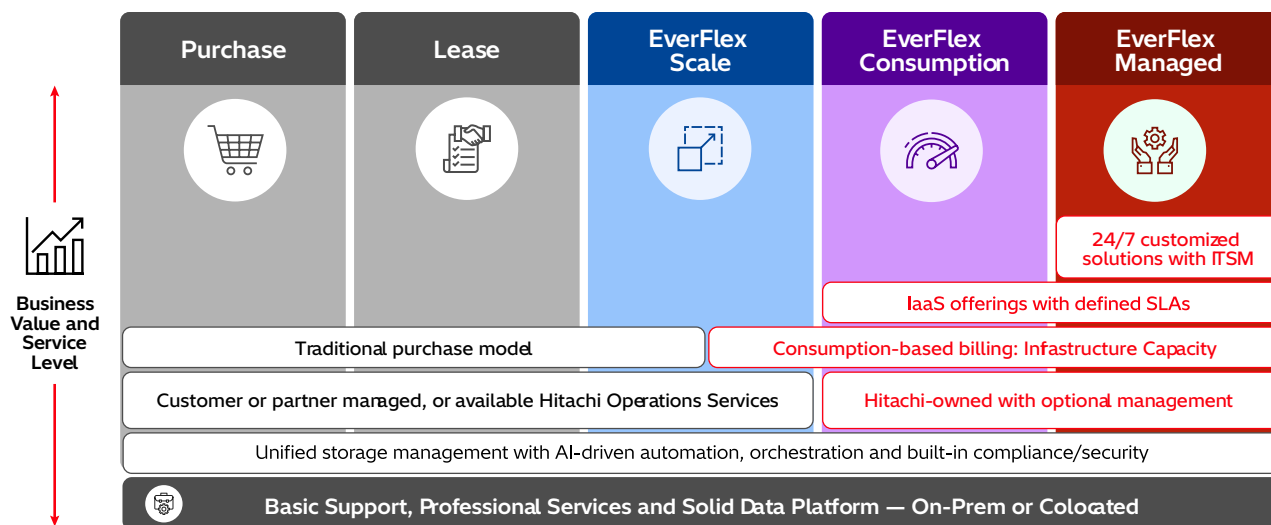 Purchase
Lease
EverFlex
Scale
EverFlex
Consumption
EverFlex
Managed
24/7 customized
solutions with ITSM
IaaS offerings with defined SLAs
Business
Value and
Service
Level
Traditional purchase model
Consumption-based billing: Infrastructure Capacity
Customer or partner managed, or available Hitachi Operations Services
Hitachi-owned with optional management
Unified storage management with AI-driven automation, orchestration and built-in compliance/security
Basic Support, Professional Services and Solid Data Platform — On-Prem or Colocated